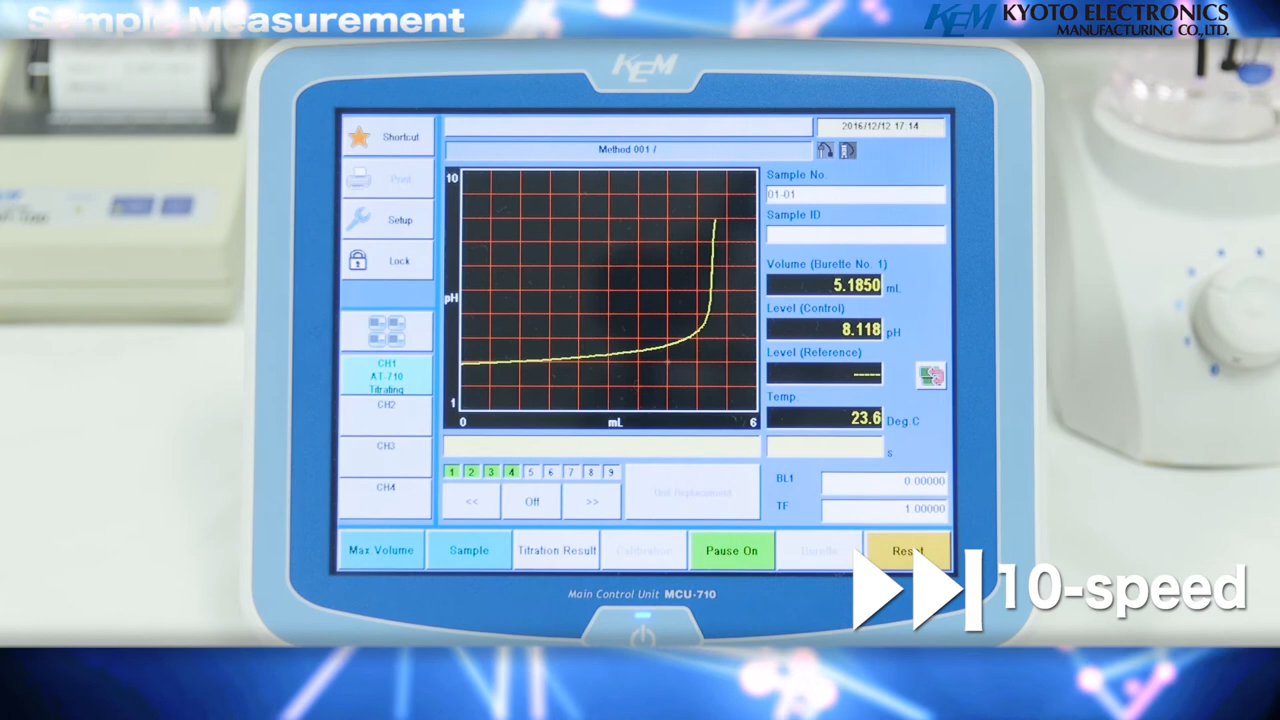 Sample Measurement
KEM KYOTO ELECTRONICS
MANUFACTURING CO.,LTD.
KEM
Shortcut
2016/12/12 17:14
Method 001 /
Print
Setup
Lock
Sample No.
01-01
Sample ID
Volume (Burette No. 1)
5.1850 mL
Level (Control)
8.118 pH
Level (Reference)
-----
Temp.
23.6 Deg C
s
10
pH
1
0 mL 6
CH1
AT-710
Titrating
CH2
CH3
CH4
1 2 3 4 5 6 7 8 9
<< Off >>
Unit Replacement
BL1 0.00000
TF 1.00000
Max Volume Sample Titration Result Calibration Pause On Burette Reset
10-speed
Main Control Unit MCU-710